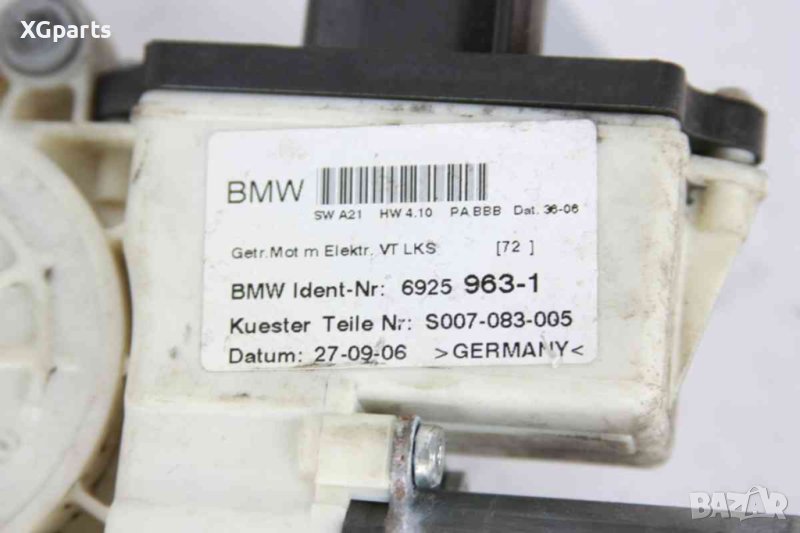 XGparts
BMW
SW A21 HW 4.10 PA BBB Dat. 36-06
Getr.Mot m Elektr. VT LKS [72 ]
BMW Ident-Nr: 6925 963-1
Kuester Teile Nr: S007-083-005
Datum: 27-09-06 >GERMANY<
BAZAR